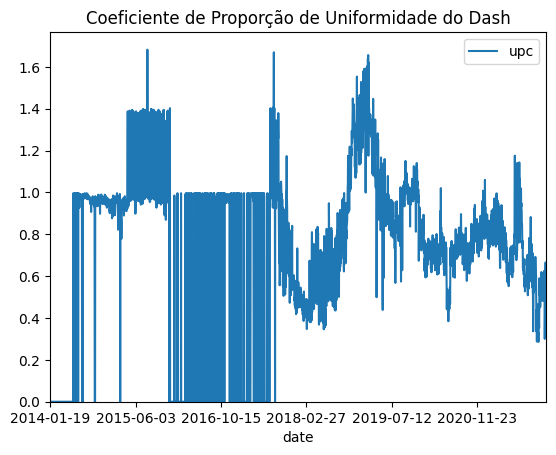 Coeficiente de Proporção de Uniformidade do Dash
upc
1.6
1.4
1.2
1.0
0.8
0.6
0.4
0.2
0.0
2014-01-19 2015-06-03 2016-10-15 2018-02-27 2019-07-12 2020-11-23
date